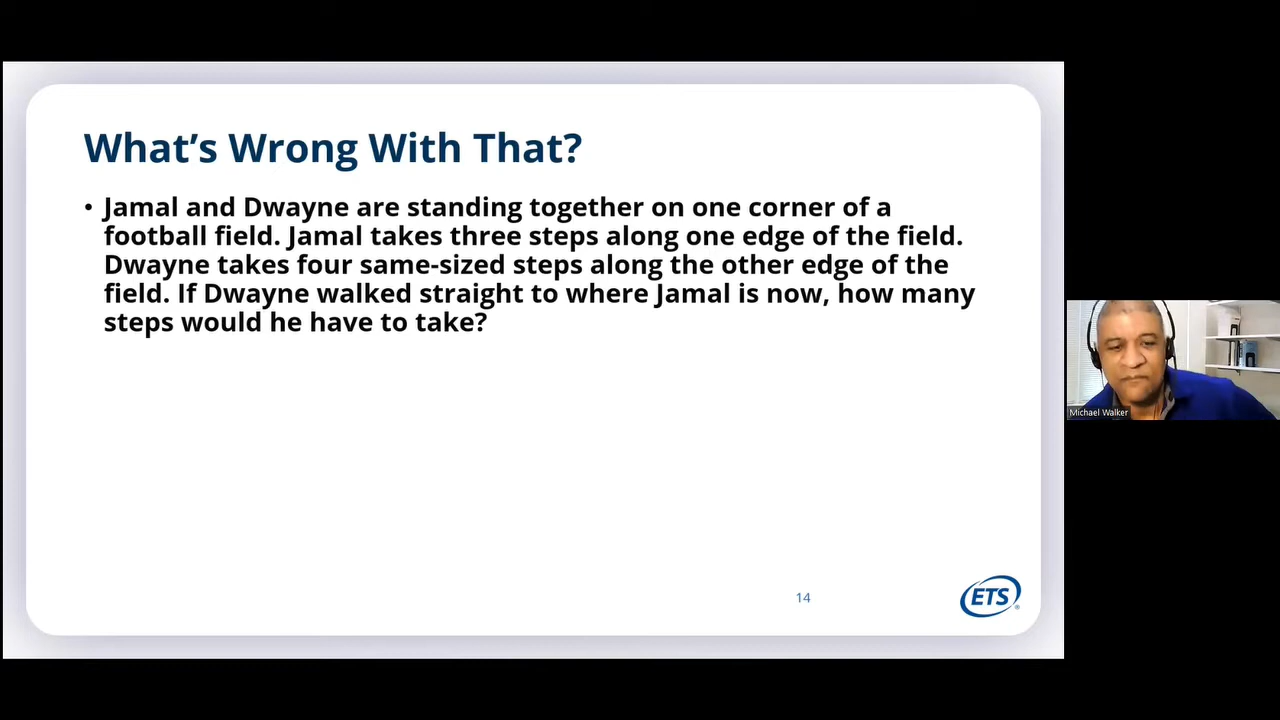 What's Wrong With That?
• Jamal and Dwayne are standing together on one corner of a
football field. Jamal takes three steps along one edge of the field.
Dwayne takes four same-sized steps along the other edge of the
field. If Dwayne walked straight to where Jamal is now, how many
steps would he have to take?
Michael Walker
14
ETS®